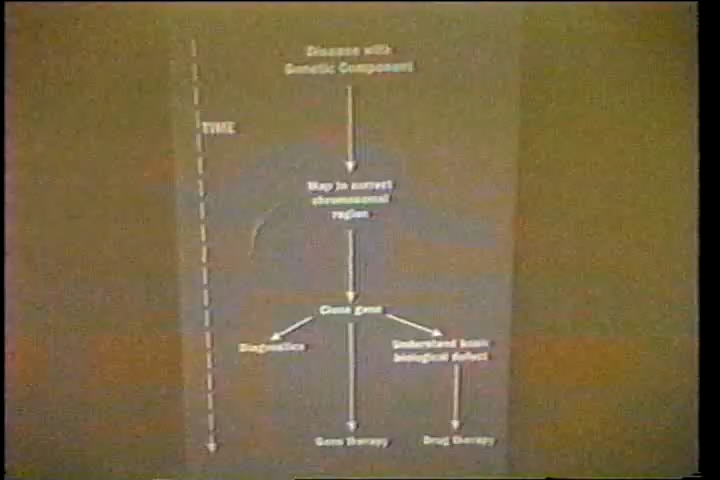 Disease with
Genetic Component
TIME
Map to correct
chromosomal
region
Clone gene
Diagnostics
Understand basic
biological defect
Gene therapy
Drug therapy